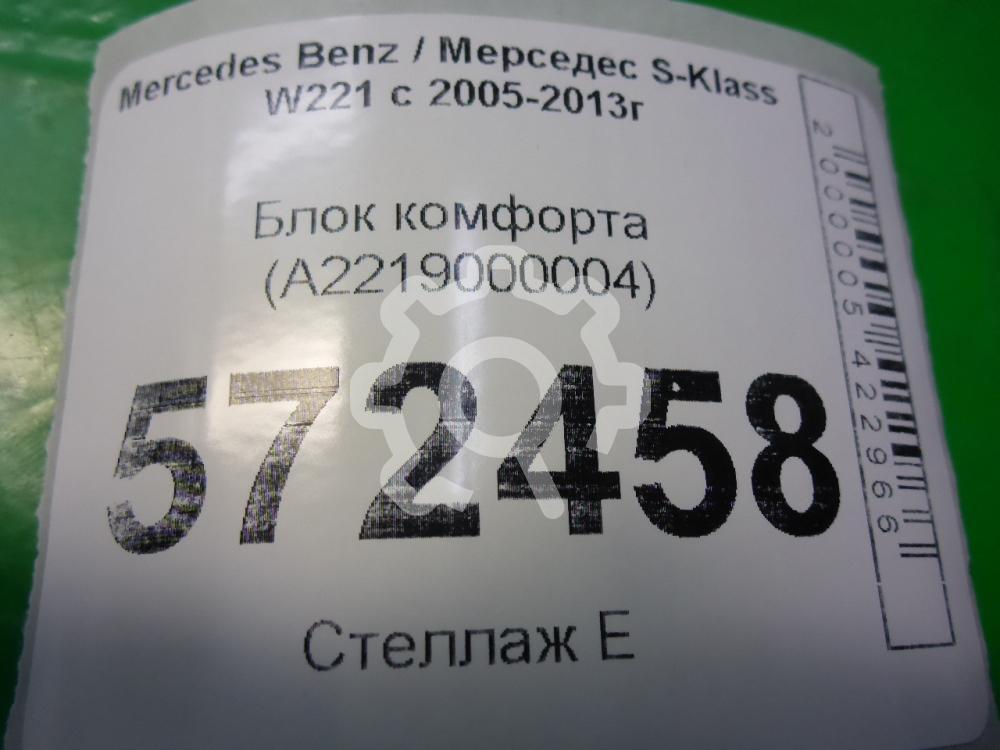 Mercedes Benz / Мерседес S-Klass
W221 с 2005-2013г
Блок комфорта
(A2219000004)
572458
Стеллаж Е
2000005422966